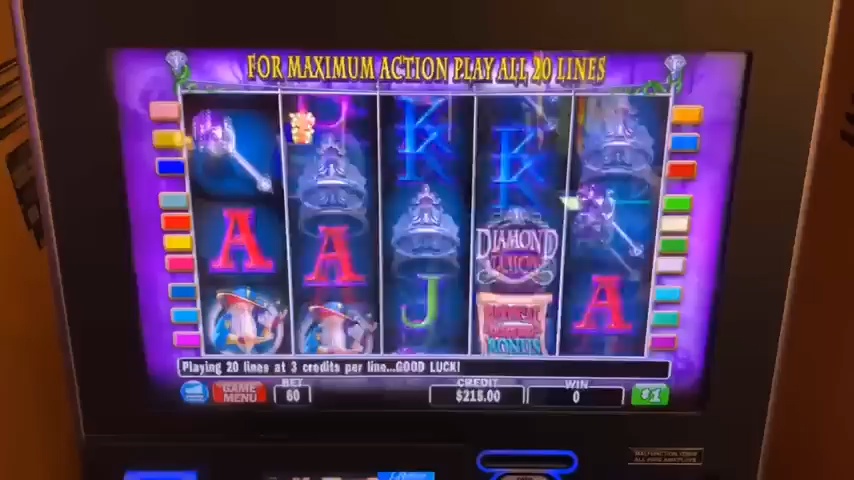 FOR MAXIMUM ACTION PLAY ALL 20 LINES
K
K
A
A
DIAMOND
J
A
BONUS
Playing 20 lines at 3 credits per line...GOOD LUCK!
GAME MENU
BET
60
CREDIT
$215.00
WIN
0
$1